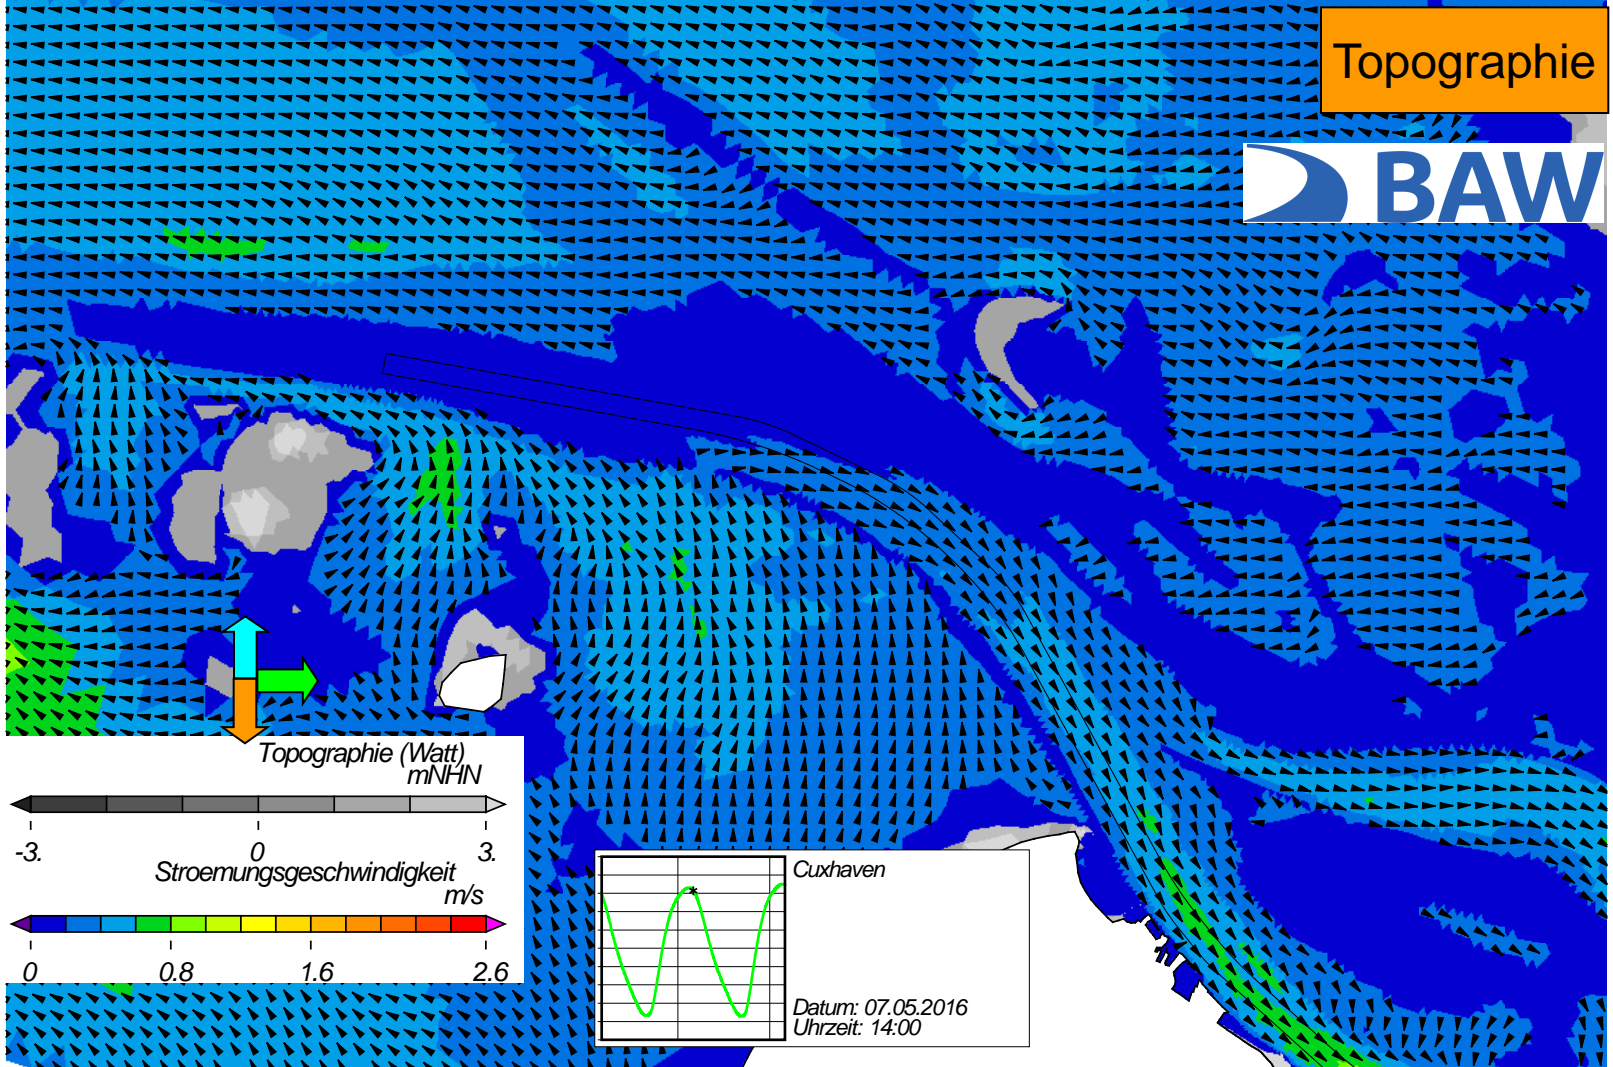 Topographie
BAW
Topographie (Watt)
mNHN
-3. 0 3.
Stroemungsgeschwindigkeit
m/s
0 0.8 1.6 2.6
Cuxhaven
Datum: 07.05.2016
Uhrzeit: 14:00